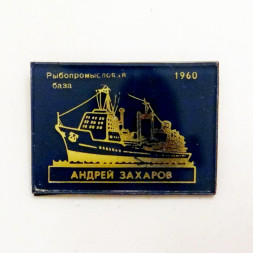 Рыбопромысловая 1960
база
АНДРЕЙ ЗАХАРОВ